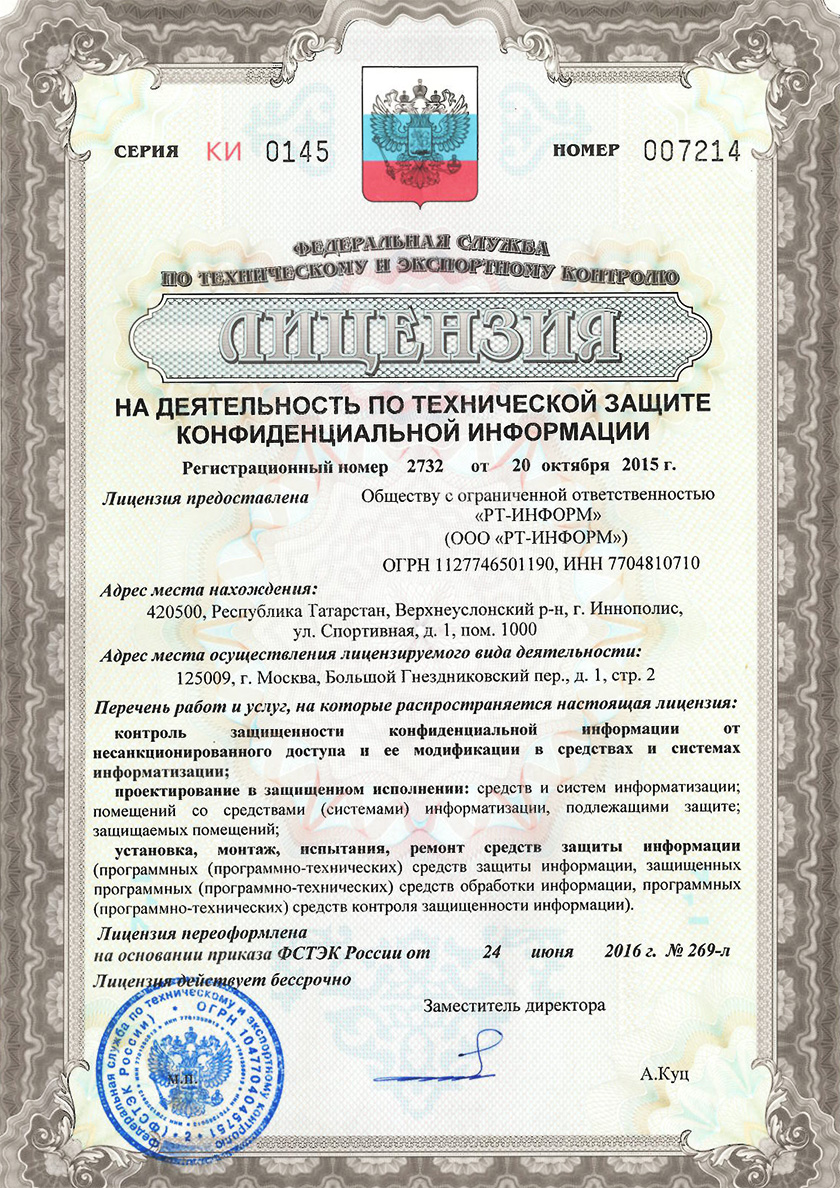 СЕРИЯ КИ 0145 НОМЕР 007214
ФЕДЕРАЛЬНАЯ СЛУЖБА
ПО ТЕХНИЧЕСКОМУ И ЭКСПОРТНОМУ КОНТРОЛЮ
ЛИЦЕНЗИЯ
НА ДЕЯТЕЛЬНОСТЬ ПО ТЕХНИЧЕСКОЙ ЗАЩИТЕ
КОНФИДЕНЦИАЛЬНОЙ ИНФОРМАЦИИ
Регистрационный номер 2732 от 20 октября 2015 г.
Лицензия предоставлена Обществу с ограниченной ответственностью
«РТ-ИНФОРМ»
(ООО «РТ-ИНФОРМ»)
ОГРН 1127746501190, ИНН 7704810710
Адрес места нахождения:
420500, Республика Татарстан, Верхнеуслонский р-н, г. Иннополис,
ул. Спортивная, д. 1, пом. 1000
Адрес места осуществления лицензируемого вида деятельности:
125009, г. Москва, Большой Гнездниковский пер., д. 1, стр. 2
Перечень работ и услуг, на которые распространяется настоящая лицензия:
контроль защищенности конфиденциальной информации от
несанкционированного доступа и ее модификации в средствах и системах
информатизации;
проектирование в защищенном исполнении: средств и систем информатизации;
помещений со средствами (системами) информатизации, подлежащими защите;
защищаемых помещений;
установка, монтаж, испытания, ремонт средств защиты информации
(программных (программно-технических) средств защиты информации, защищенных
программных (программно-технических) средств обработки информации, программных
(программно-технических) средств контроля защищенности информации).
Лицензия переоформлена
на основании приказа ФСТЭК России от 24 июня 2016 г. № 269-л
Лицензия действует бессрочно
Заместитель директора
А.Куц
М.П.
Федеральная служба по техническому и экспортному контролю
(ФСТЭК России) • ОГРН 1047704045751
• 2 •